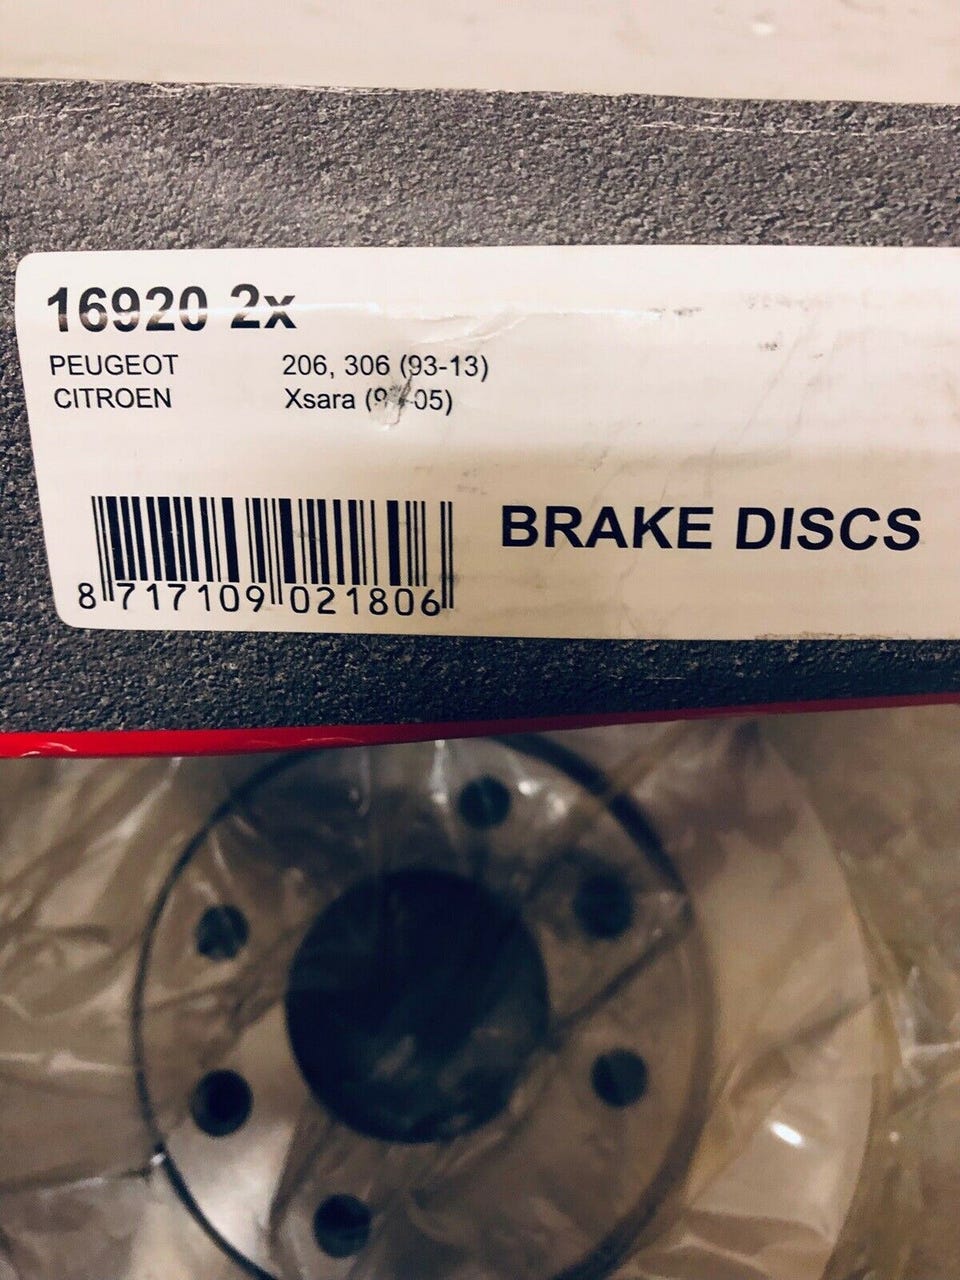 16920 2x
PEUGEOT 206, 306 (93-13)
CITROEN Xsara
BRAKE DISCS
8 717109 021806